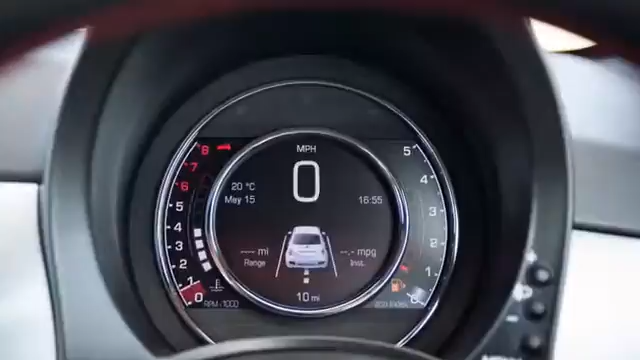 MPH
0
20 °C
May 15
16:55
---- mi
Range
--.- mpg
Inst.
10 mi
8
7
6
5
4
3
2
1
0
RPM ×1000
5
4
3
2
1
0